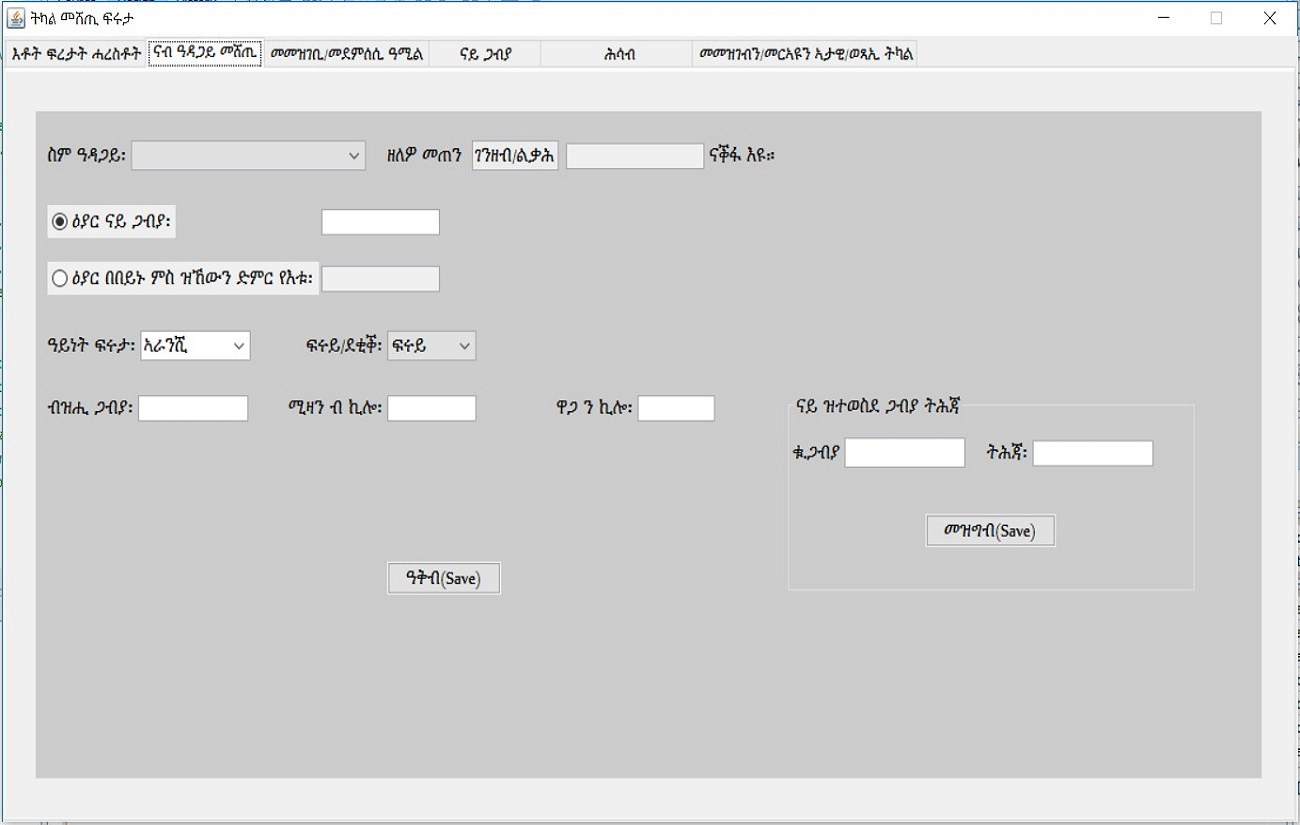 ትካል መሸጢ ፍሩታ
እቶት ፍረታት ሓረስቶት ናብ ዓዳጋይ መሸጢ መመዝገቢ/መደምሰሲ ዓሚል ናይ ጋብያ ሕሳብ መመዝገብን/መርኣዩን ኣታዊ/ወጻኢ ትካል
ስም ዓዳጋይ: ዘለዎ መጠን ገንዘብ/ልቃሕ ናቕፋ እዩ።
ዕያር ናይ ጋብያ:
ዕያር በበይኑ ምስ ዝኸውን ድምር የእቱ:
ዓይነት ፍሩታ: ኣራንሺ ፍሩይ/ደቂቕ: ፍሩይ
ብዝሒ ጋብያ: ሚዛን ብ ኪሎ: ዋጋ ን ኪሎ:
ናይ ዝተወስደ ጋብያ ትሕጃ
ቁ.ጋብያ ትሕጃ:
መዝግብ(Save)
ዓቅብ(Save)